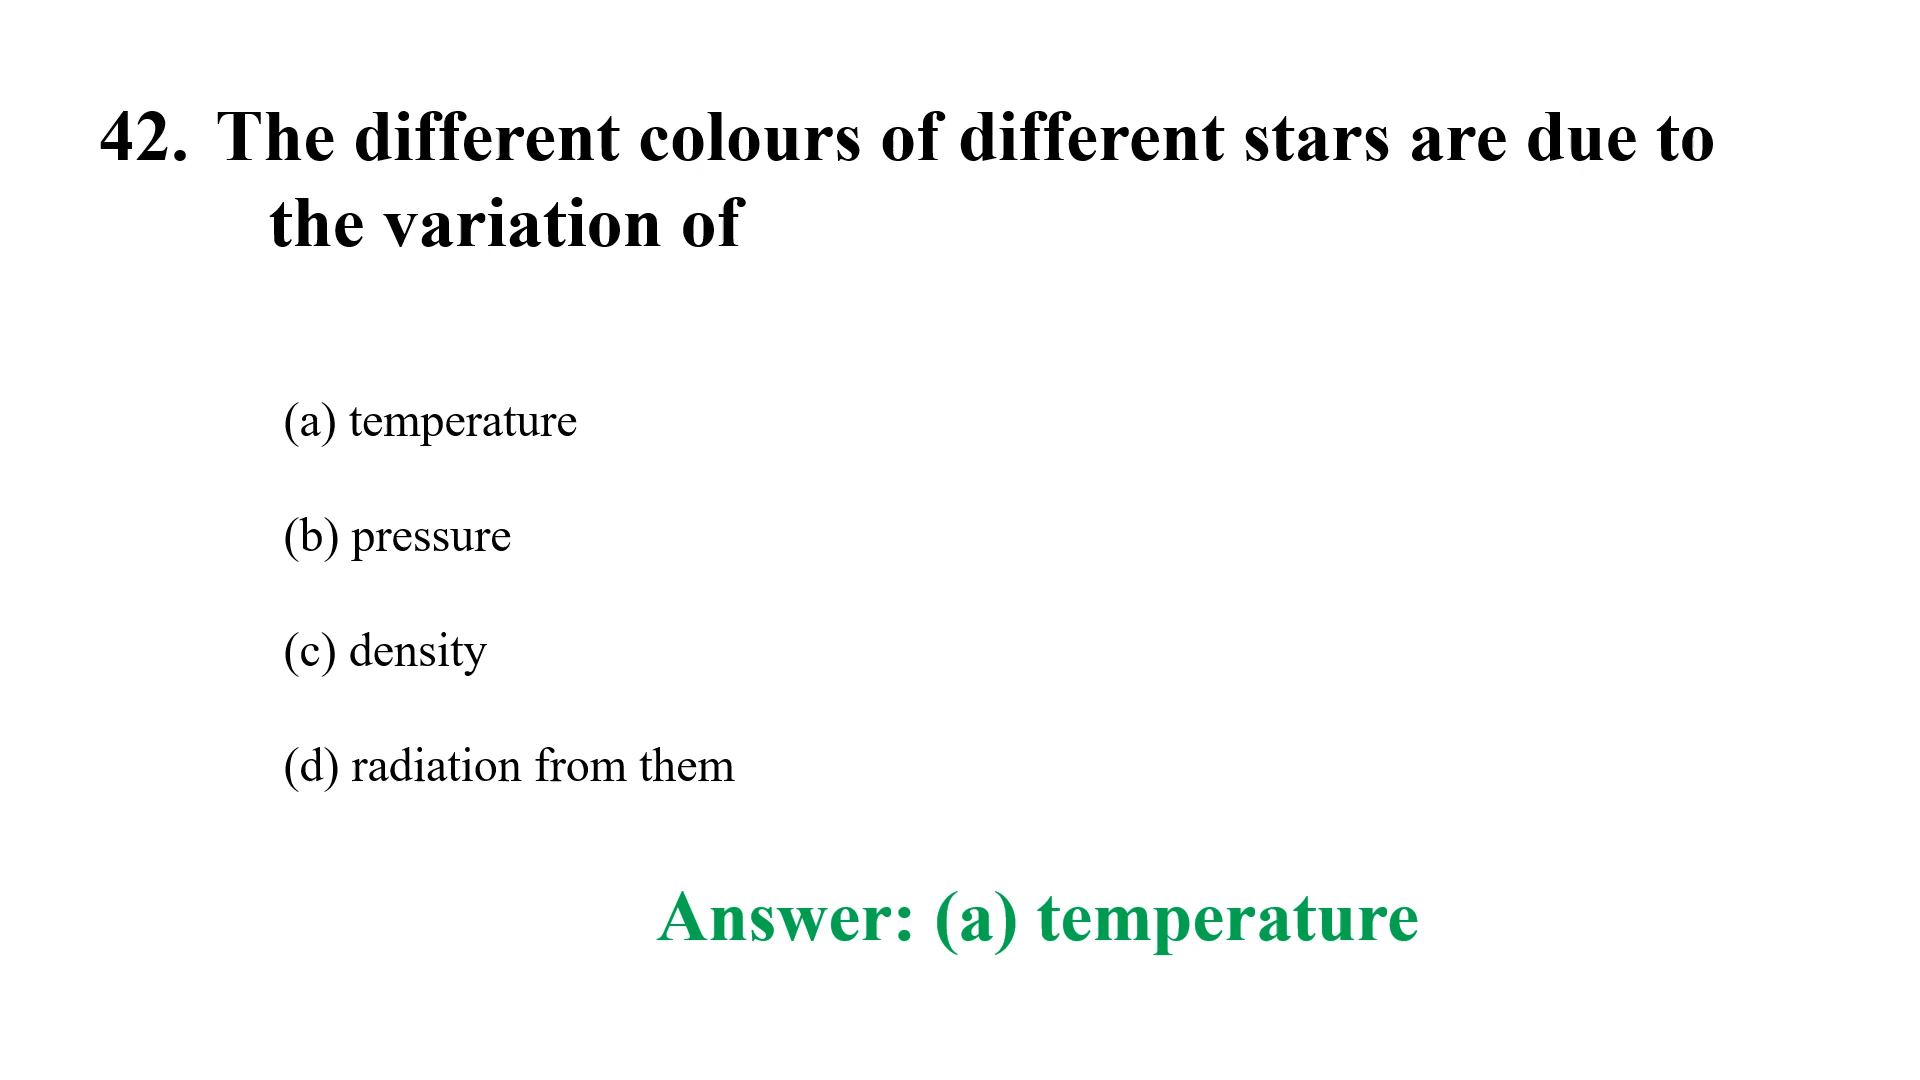 42. The different colours of different stars are due to
the variation of
(a) temperature
(b) pressure
(c) density
(d) radiation from them
Answer: (a) temperature